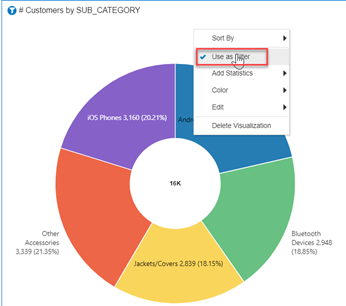 # Customers by SUB_CATEGORY
Sort By
Use as filter
Add Statistics
Color
Edit
Delete Visualization
iOS Phones 3,160 (20.21%)
16K
Other
Accessories
3,339 (21.35%)
Jackets/Covers 2,839 (18.15%)
Bluetooth
Devices 2,948
(18.85%)